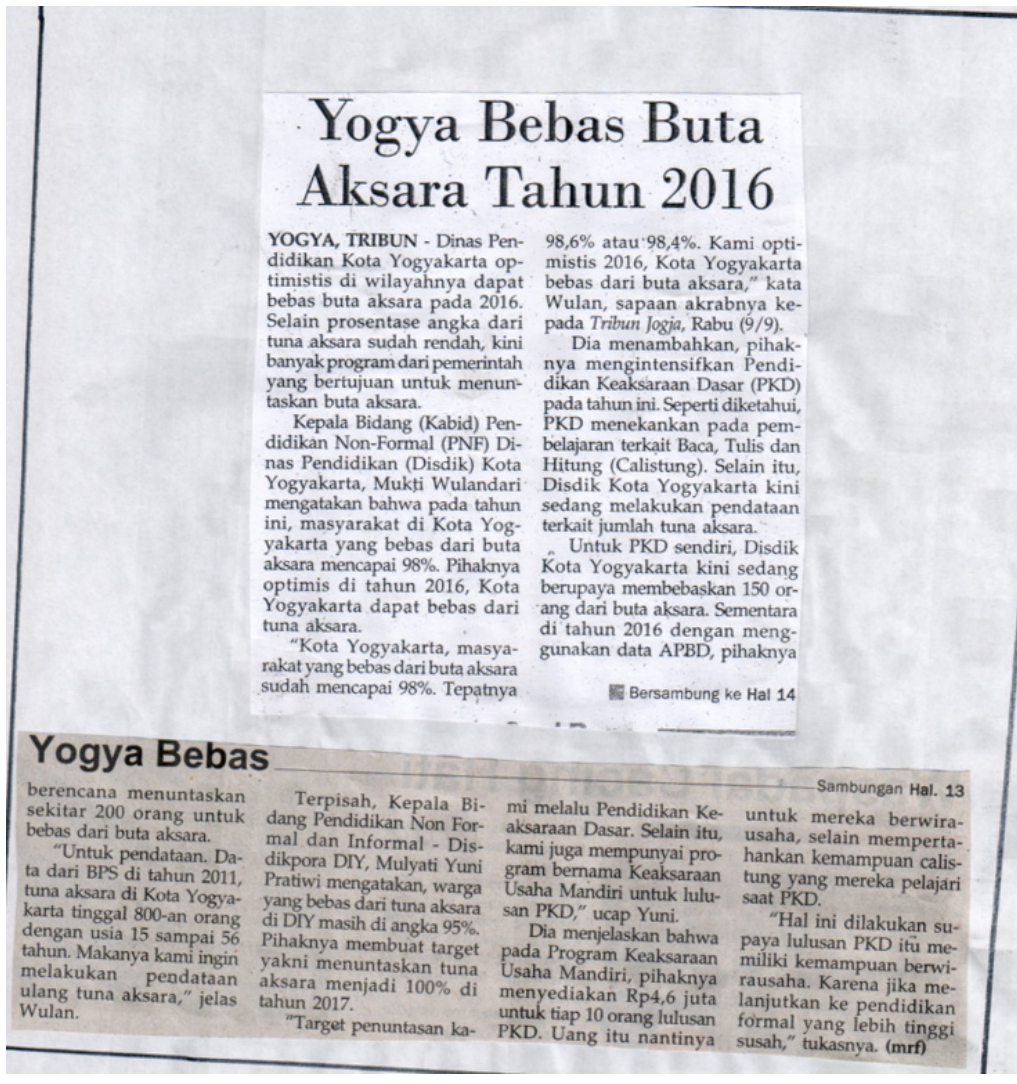 Yogya Bebas Buta
Aksara Tahun 2016
YOGYA, TRIBUN - Dinas Pen-
didikan Kota Yogyakarta op-
timistis di wilayahnya dapat
bebas buta aksara pada 2016.
Selain prosentase angka dari
tuna aksara sudah rendah, kini
banyak program dari pemerintah
yang bertujuan untuk menun-
taskan buta aksara.
Kepala Bidang (Kabid) Pen-
didikan Non-Formal (PNF) Di-
nas Pendidikan (Disdik) Kota
Yogyakarta, Mukti Wulandari
mengatakan bahwa pada tahun
ini, masyarakat di Kota Yog-
yakarta yang bebas dari buta
aksara mencapai 98%. Pihaknya
optimis di tahun 2016, Kota
Yogyakarta dapat bebas dari
tuna aksara.
"Kota Yogyakarta, masya-
rakat yang bebas dari buta aksara
sudah mencapai 98%. Tepatnya
98,6% atau 98,4%. Kami opti-
mistis 2016, Kota Yogyakarta
bebas dari buta aksara," kata
Wulan, sapaan akrabnya ke-
pada Tribun Jogja, Rabu (9/9).
Dia menambahkan, pihak-
nya mengintensifkan Pendi-
dikan Keaksaraan Dasar (PKD)
pada tahun ini. Seperti diketahui,
PKD menekankan pada pem-
belajaran terkait Baca, Tulis dan
Hitung (Calistung). Selain itu,
Disdik Kota Yogyakarta kini
sedang melakukan pendataan
terkait jumlah tuna aksara.
Untuk PKD sendiri, Disdik
Kota Yogyakarta kini sedang
berupaya membebaskan 150 or-
ang dari buta aksara. Sementara
di tahun 2016 dengan meng-
gunakan data APBD, pihaknya
Bersambung ke Hal 14
Yogya Bebas
Sambungan Hal. 13
berencana menuntaskan
sekitar 200 orang untuk
bebas dari buta aksara.
"Untuk pendataan. Da-
ta dari BPS di tahun 2011,
tuna aksara di Kota Yogya-
karta tinggal 800-an orang
dengan usia 15 sampai 56
tahun. Makanya kami ingin
melakukan pendataan
ulang tuna aksara," jelas
Wulan.
Terpisah, Kepala Bi-
dang Pendidikan Non For-
mal dan Informal - Dis-
dikpora DIY, Mulyati Yuni
Pratiwi mengatakan, warga
yang bebas dari tuna aksara
di DIY masih di angka 95%.
Pihaknya membuat target
yakni menuntaskan tuna
aksara menjadi 100% di
tahun 2017.
"Target penuntasan ka-
mi melalu Pendidikan Ke-
aksaraan Dasar. Selain itu,
kami juga mempunyai pro-
gram bernama Keaksaraan
Usaha Mandiri untuk lulu-
san PKD," ucap Yuni.
Dia menjelaskan bahwa
pada Program Keaksaraan
Usaha Mandiri, pihaknya
menyediakan Rp4,6 juta
untuk tiap 10 orang lulusan
PKD. Uang itu nantinya
untuk mereka berwira-
usaha, selain memperta-
hankan kemampuan calis-
tung yang mereka pelajari
saat PKD.
"Hal ini dilakukan su-
paya lulusan PKD itu me-
miliki kemampuan berwi-
rausaha. Karena jika me-
lanjutkan ke pendidikan
formal yang lebih tinggi
susah," tukasnya. (mrf)